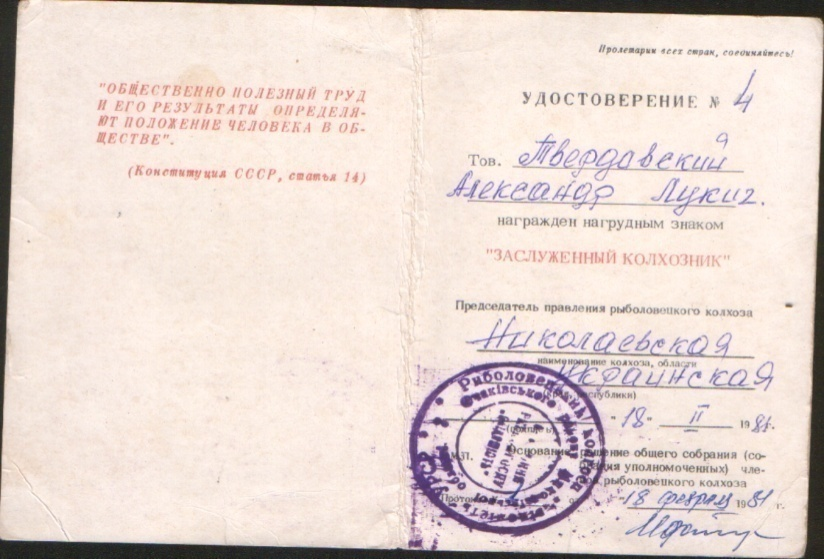 "ОБЩЕСТВЕННО ПОЛЕЗНЫЙ ТРУД
И ЕГО РЕЗУЛЬТАТЫ ОПРЕДЕЛЯ-
ЮТ ПОЛОЖЕНИЕ ЧЕЛОВЕКА В ОБ-
ЩЕСТВЕ".
(Конституция СССР, статья 14)
Пролетарии всех стран, соединяйтесь!
УДОСТОВЕРЕНИЕ № 4
Тов. Твердовский
Александр Лукич.
награжден нагрудным знаком
"ЗАСЛУЖЕННЫЙ КОЛХОЗНИК"
Председатель правления рыболовецкого колхоза
Николаевская
наименование колхоза, области
Украинская
18 - II - 1981.
М.П. Основание: решение общего собрания (со-
уполномоченных) чле-
рыболовецкого колхоза
18 февраля 1981 г.